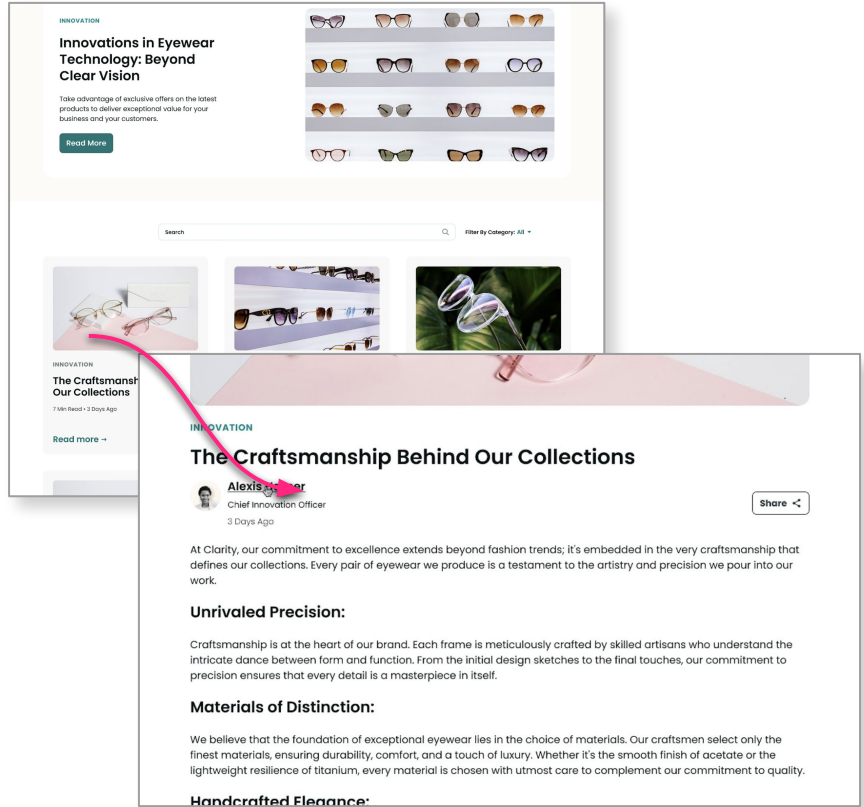 INNOVATION
Innovations in Eyewear
Technology: Beyond
Clear Vision
Take advantage of exclusive offers on the latest
products to deliver exceptional value for your
business and your customers.
Read More
Search
Filter By Category: All
INNOVATION
The Craftsmansh
Our Collections
7 Min Read • 3 Days Ago
Read more →
INNOVATION
The Craftsmanship Behind Our Collections
Alexis
Chief Innovation Officer
3 Days Ago
Share
At Clarity, our commitment to excellence extends beyond fashion trends; it's embedded in the very craftsmanship that
defines our collections. Every pair of eyewear we produce is a testament to the artistry and precision we pour into our
work.
Unrivaled Precision:
Craftsmanship is at the heart of our brand. Each frame is meticulously crafted by skilled artisans who understand the
intricate dance between form and function. From the initial design sketches to the final touches, our commitment to
precision ensures that every detail is a masterpiece in itself.
Materials of Distinction:
We believe that the foundation of exceptional eyewear lies in the choice of materials. Our craftsmen select only the
finest materials, ensuring durability, comfort, and a touch of luxury. Whether it's the smooth finish of acetate or the
lightweight resilience of titanium, every material is chosen with utmost care to complement our commitment to quality.
Handcrafted Elegance: